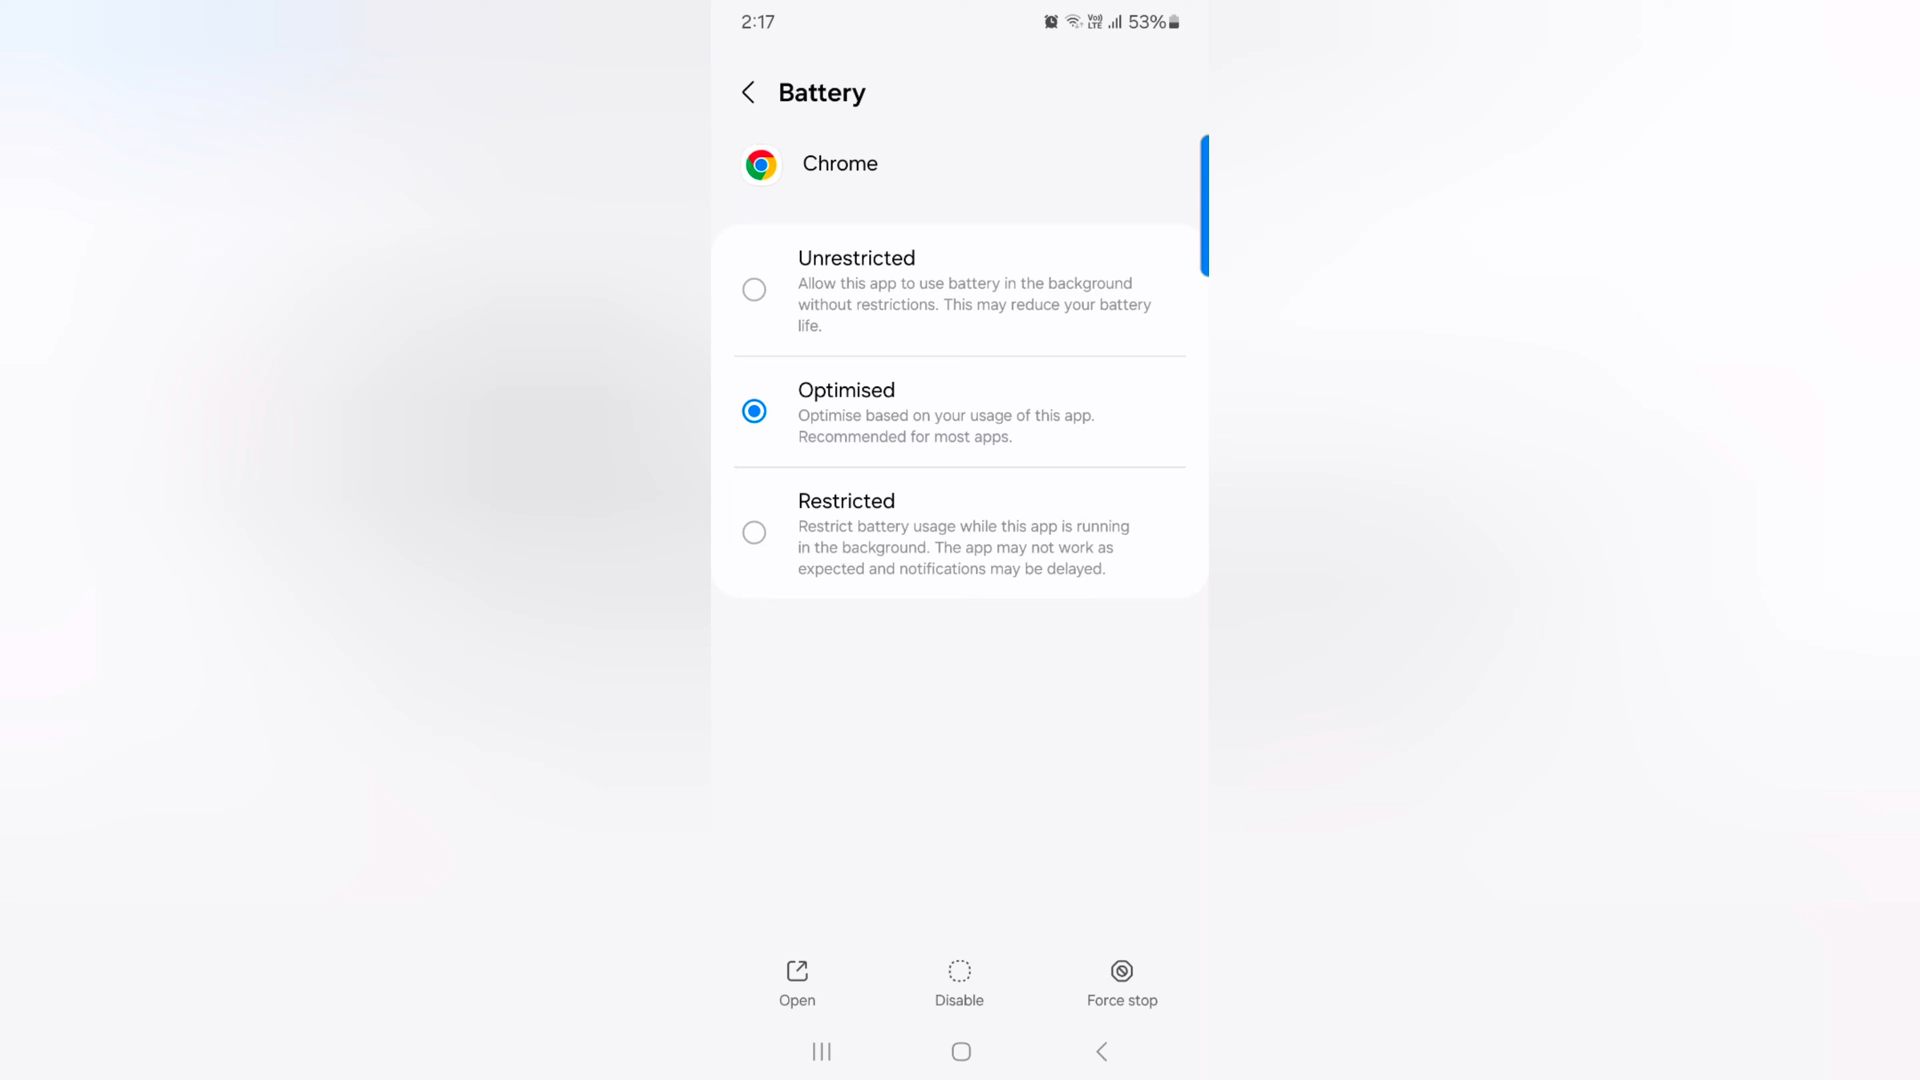 2:17
Vo)) LTE 53%
Battery
Chrome
Unrestricted
Allow this app to use battery in the background
without restrictions. This may reduce your battery
life.
Optimised
Optimise based on your usage of this app.
Recommended for most apps.
Restricted
Restrict battery usage while this app is running
in the background. The app may not work as
expected and notifications may be delayed.
Open
Disable
Force stop